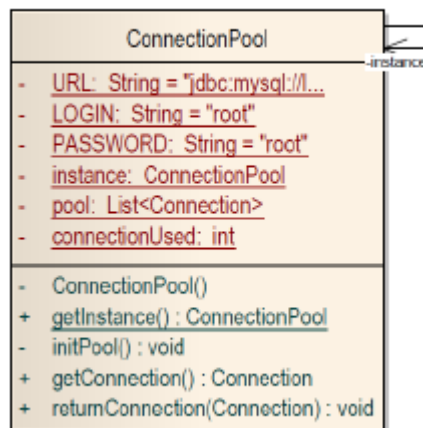 ConnectionPool
-instance
- URL: String = "jdbc:mysql://l...
- LOGIN: String = "root"
- PASSWORD: String = "root"
- instance: ConnectionPool
- pool: List<Connection>
- connectionUsed: int
- ConnectionPool()
+ getInstance() : ConnectionPool
- initPool() : void
+ getConnection() : Connection
+ returnConnection(Connection) : void